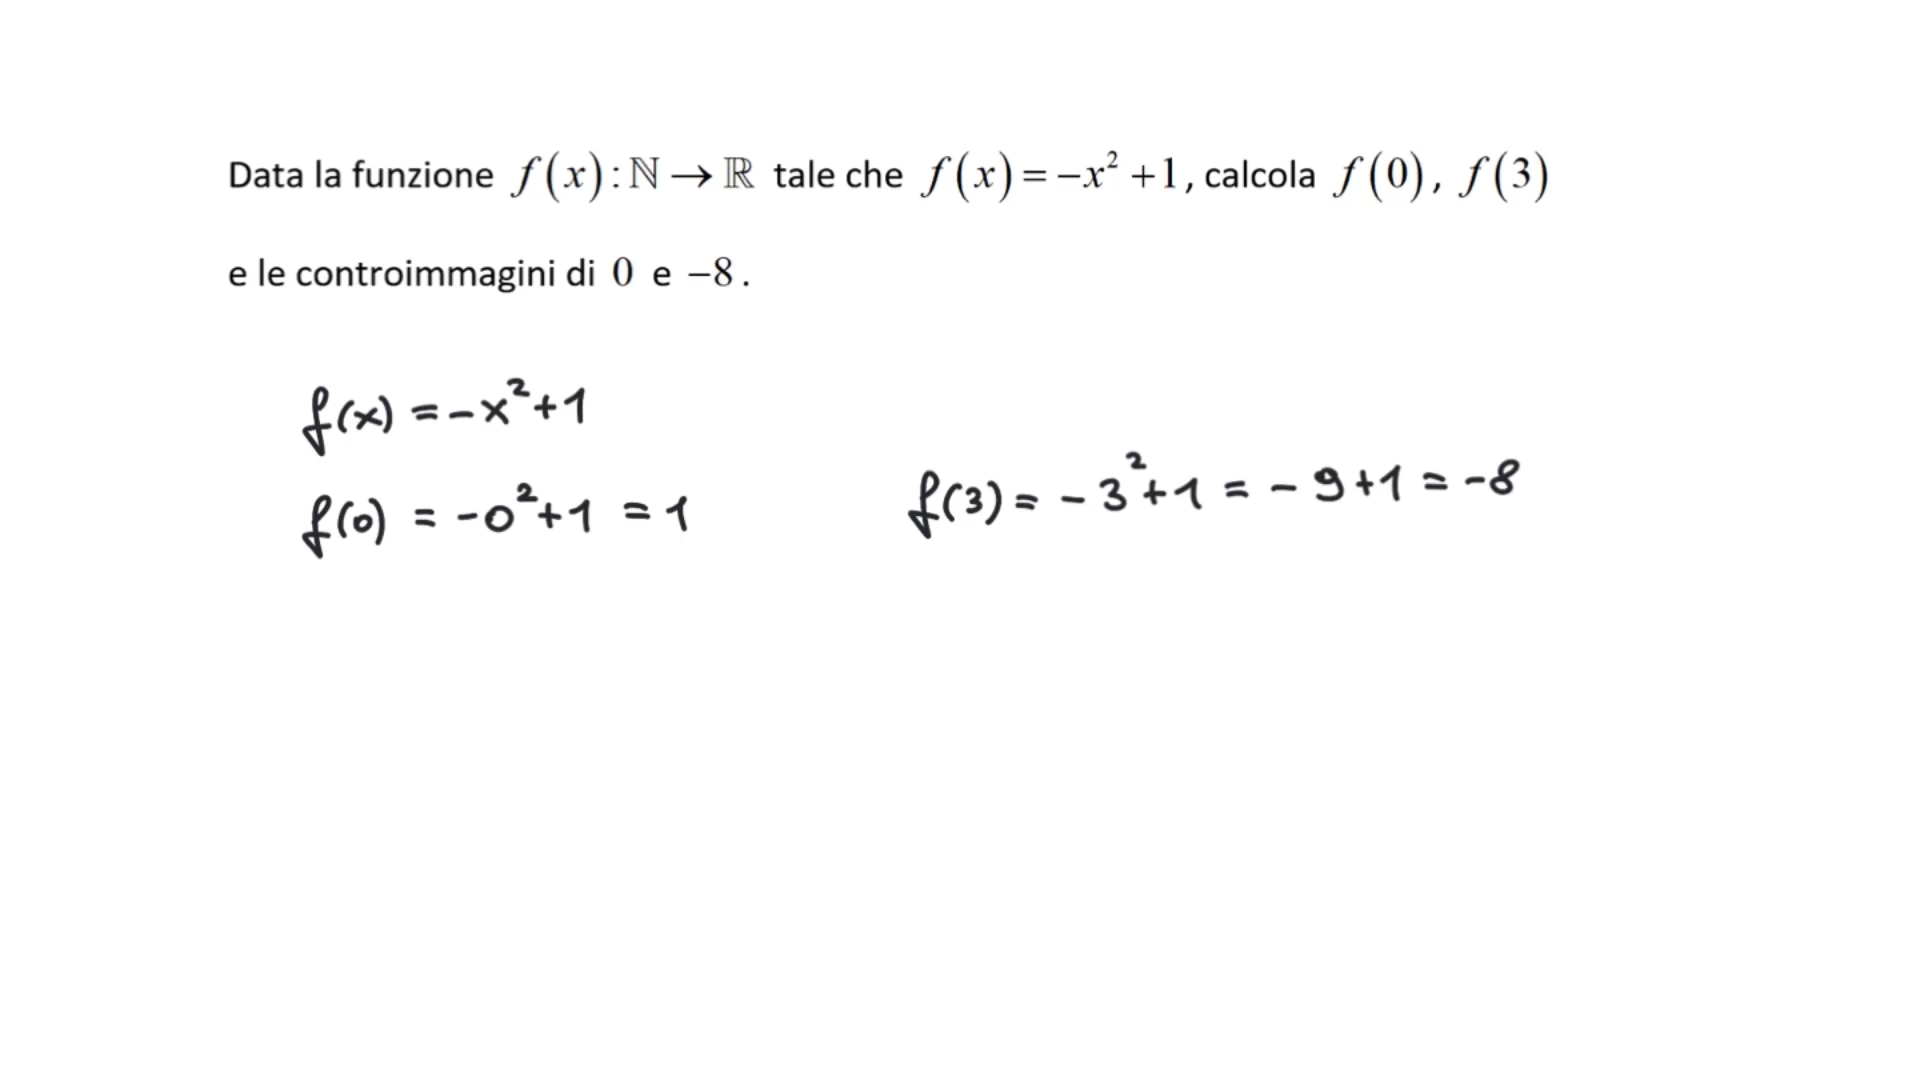 Data la funzione f(x):ℕ→ℝ tale che f(x)=−x²+1, calcola f(0), f(3)
e le controimmagini di 0 e −8.
f(x) = -x²+1
f(0) = -0²+1 = 1
f(3) = -3²+1 = -9+1 = -8